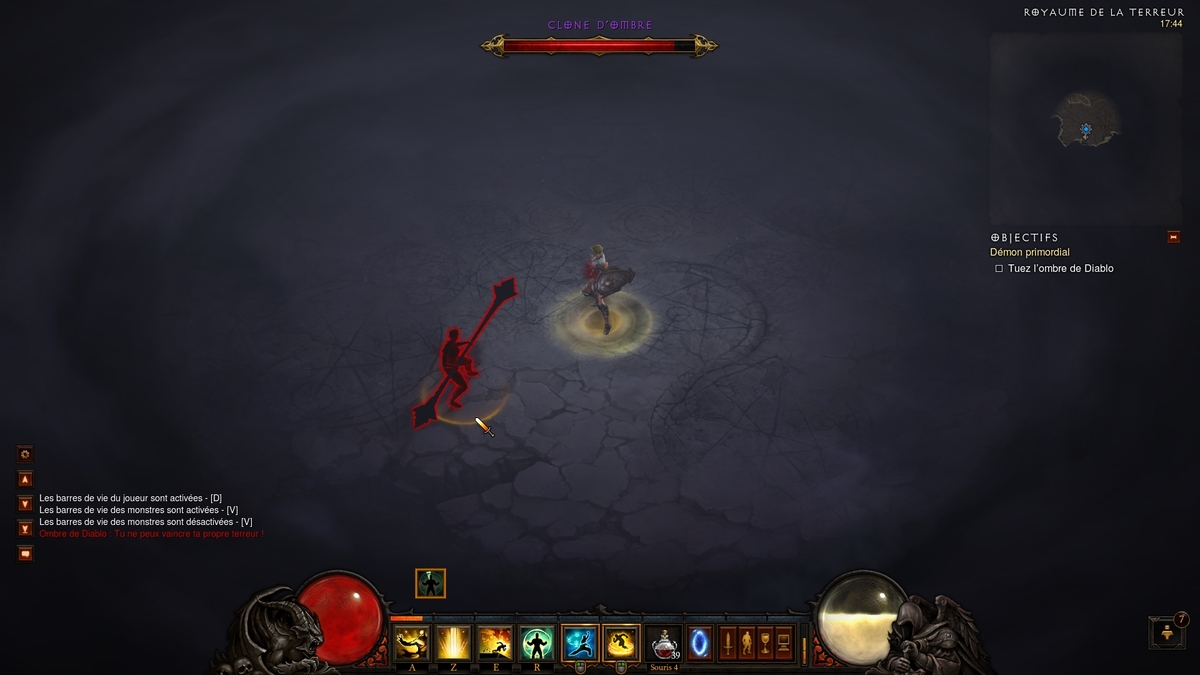 CLONE D'OMBRE
ROYAUME DE LA TERREUR
17:44
OBJECTIFS
Démon primordial
Tuez l'ombre de Diablo
Les barres de vie du joueur sont activées - [D]
Les barres de vie des monstres sont activées - [V]
Les barres de vie des monstres sont désactivées - [V]
Ombre de Diablo : Tu ne peux vaincre ta propre terreur !
7
39
A Z E R Souris 4